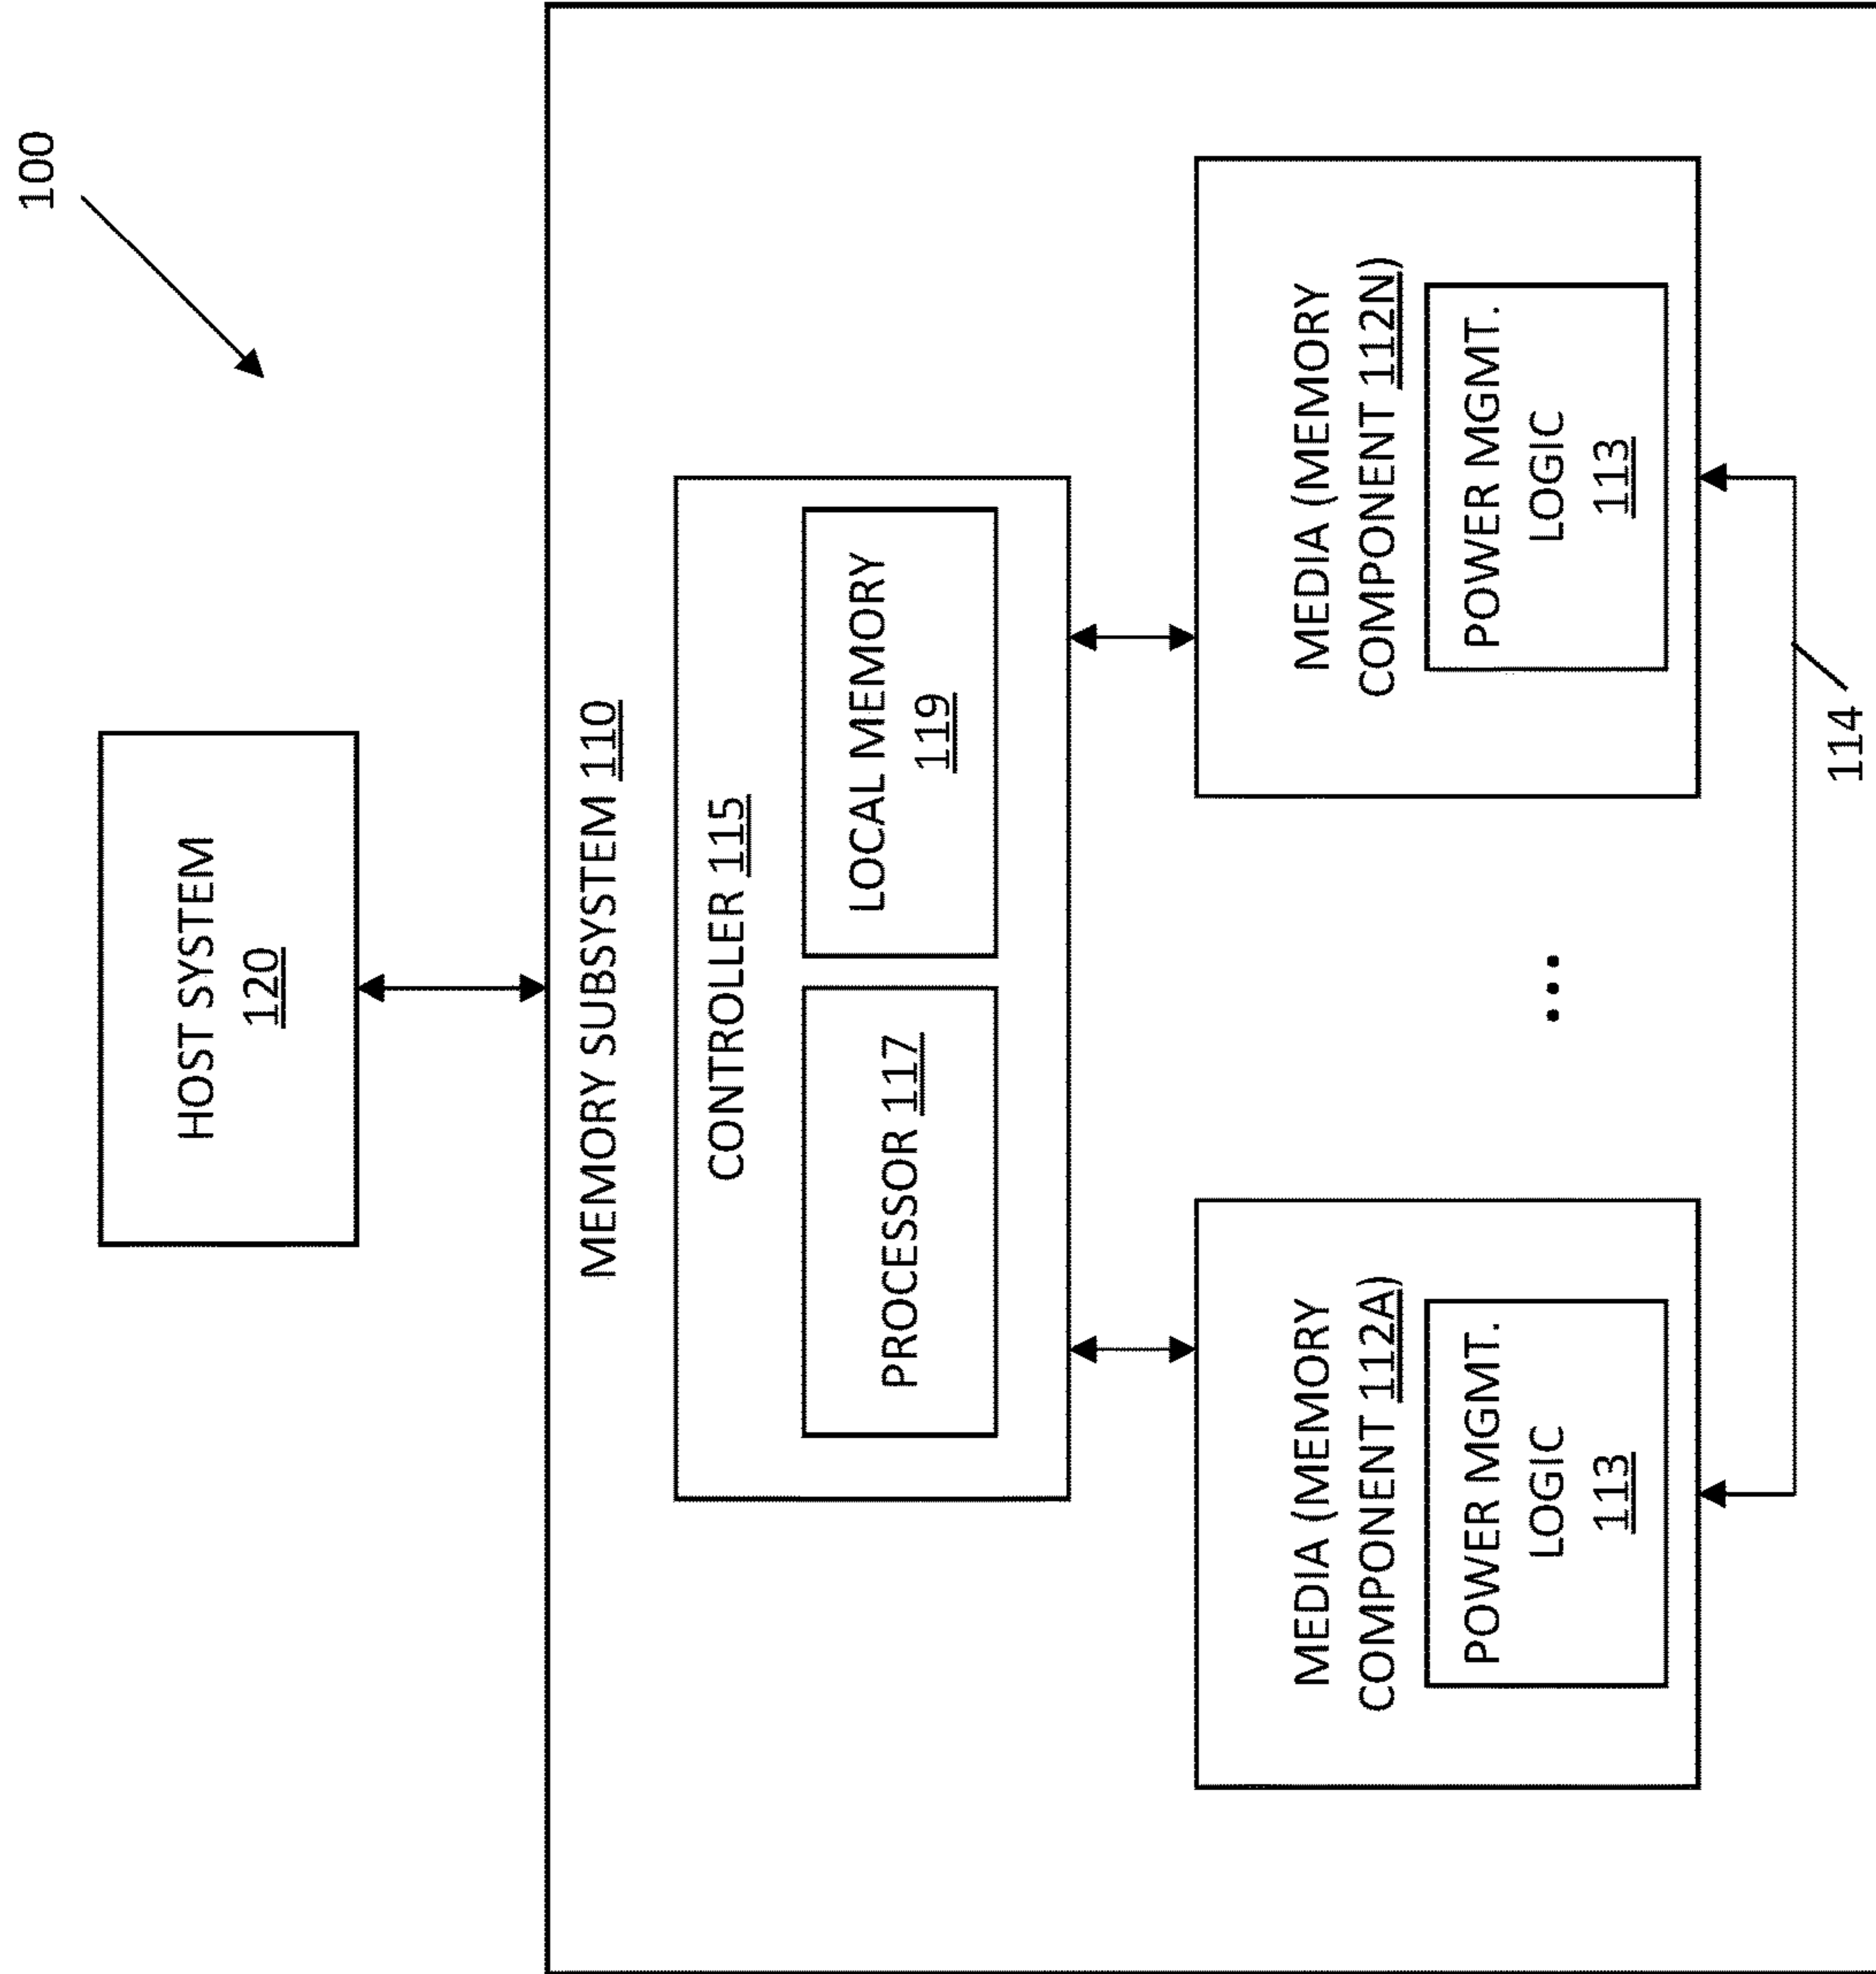 100
HOST SYSTEM
120
MEMORY SUBSYSTEM 110
CONTROLLER 115
PROCESSOR 117
LOCAL MEMORY
119
MEDIA (MEMORY
COMPONENT 112A)
POWER MGMT.
LOGIC
113
...
MEDIA (MEMORY
COMPONENT 112N)
POWER MGMT.
LOGIC
113
114